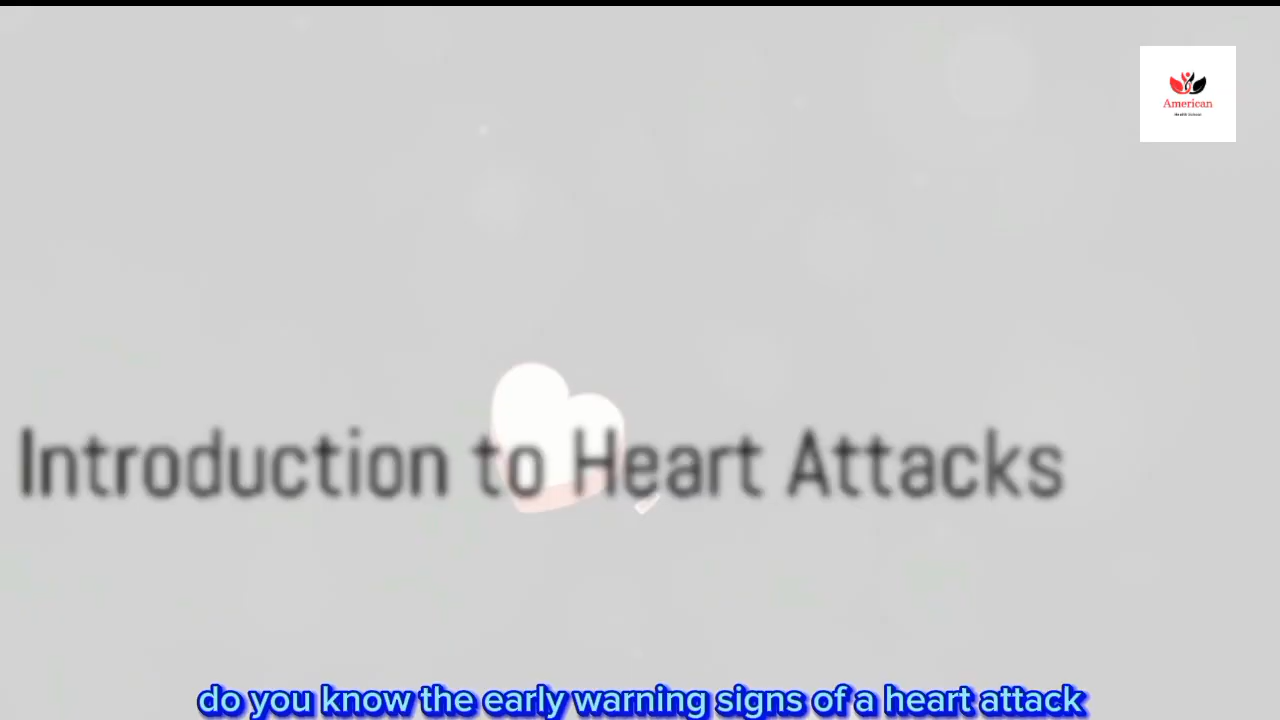 American
Introduction to Heart Attacks
do you know the early warning signs of a heart attack